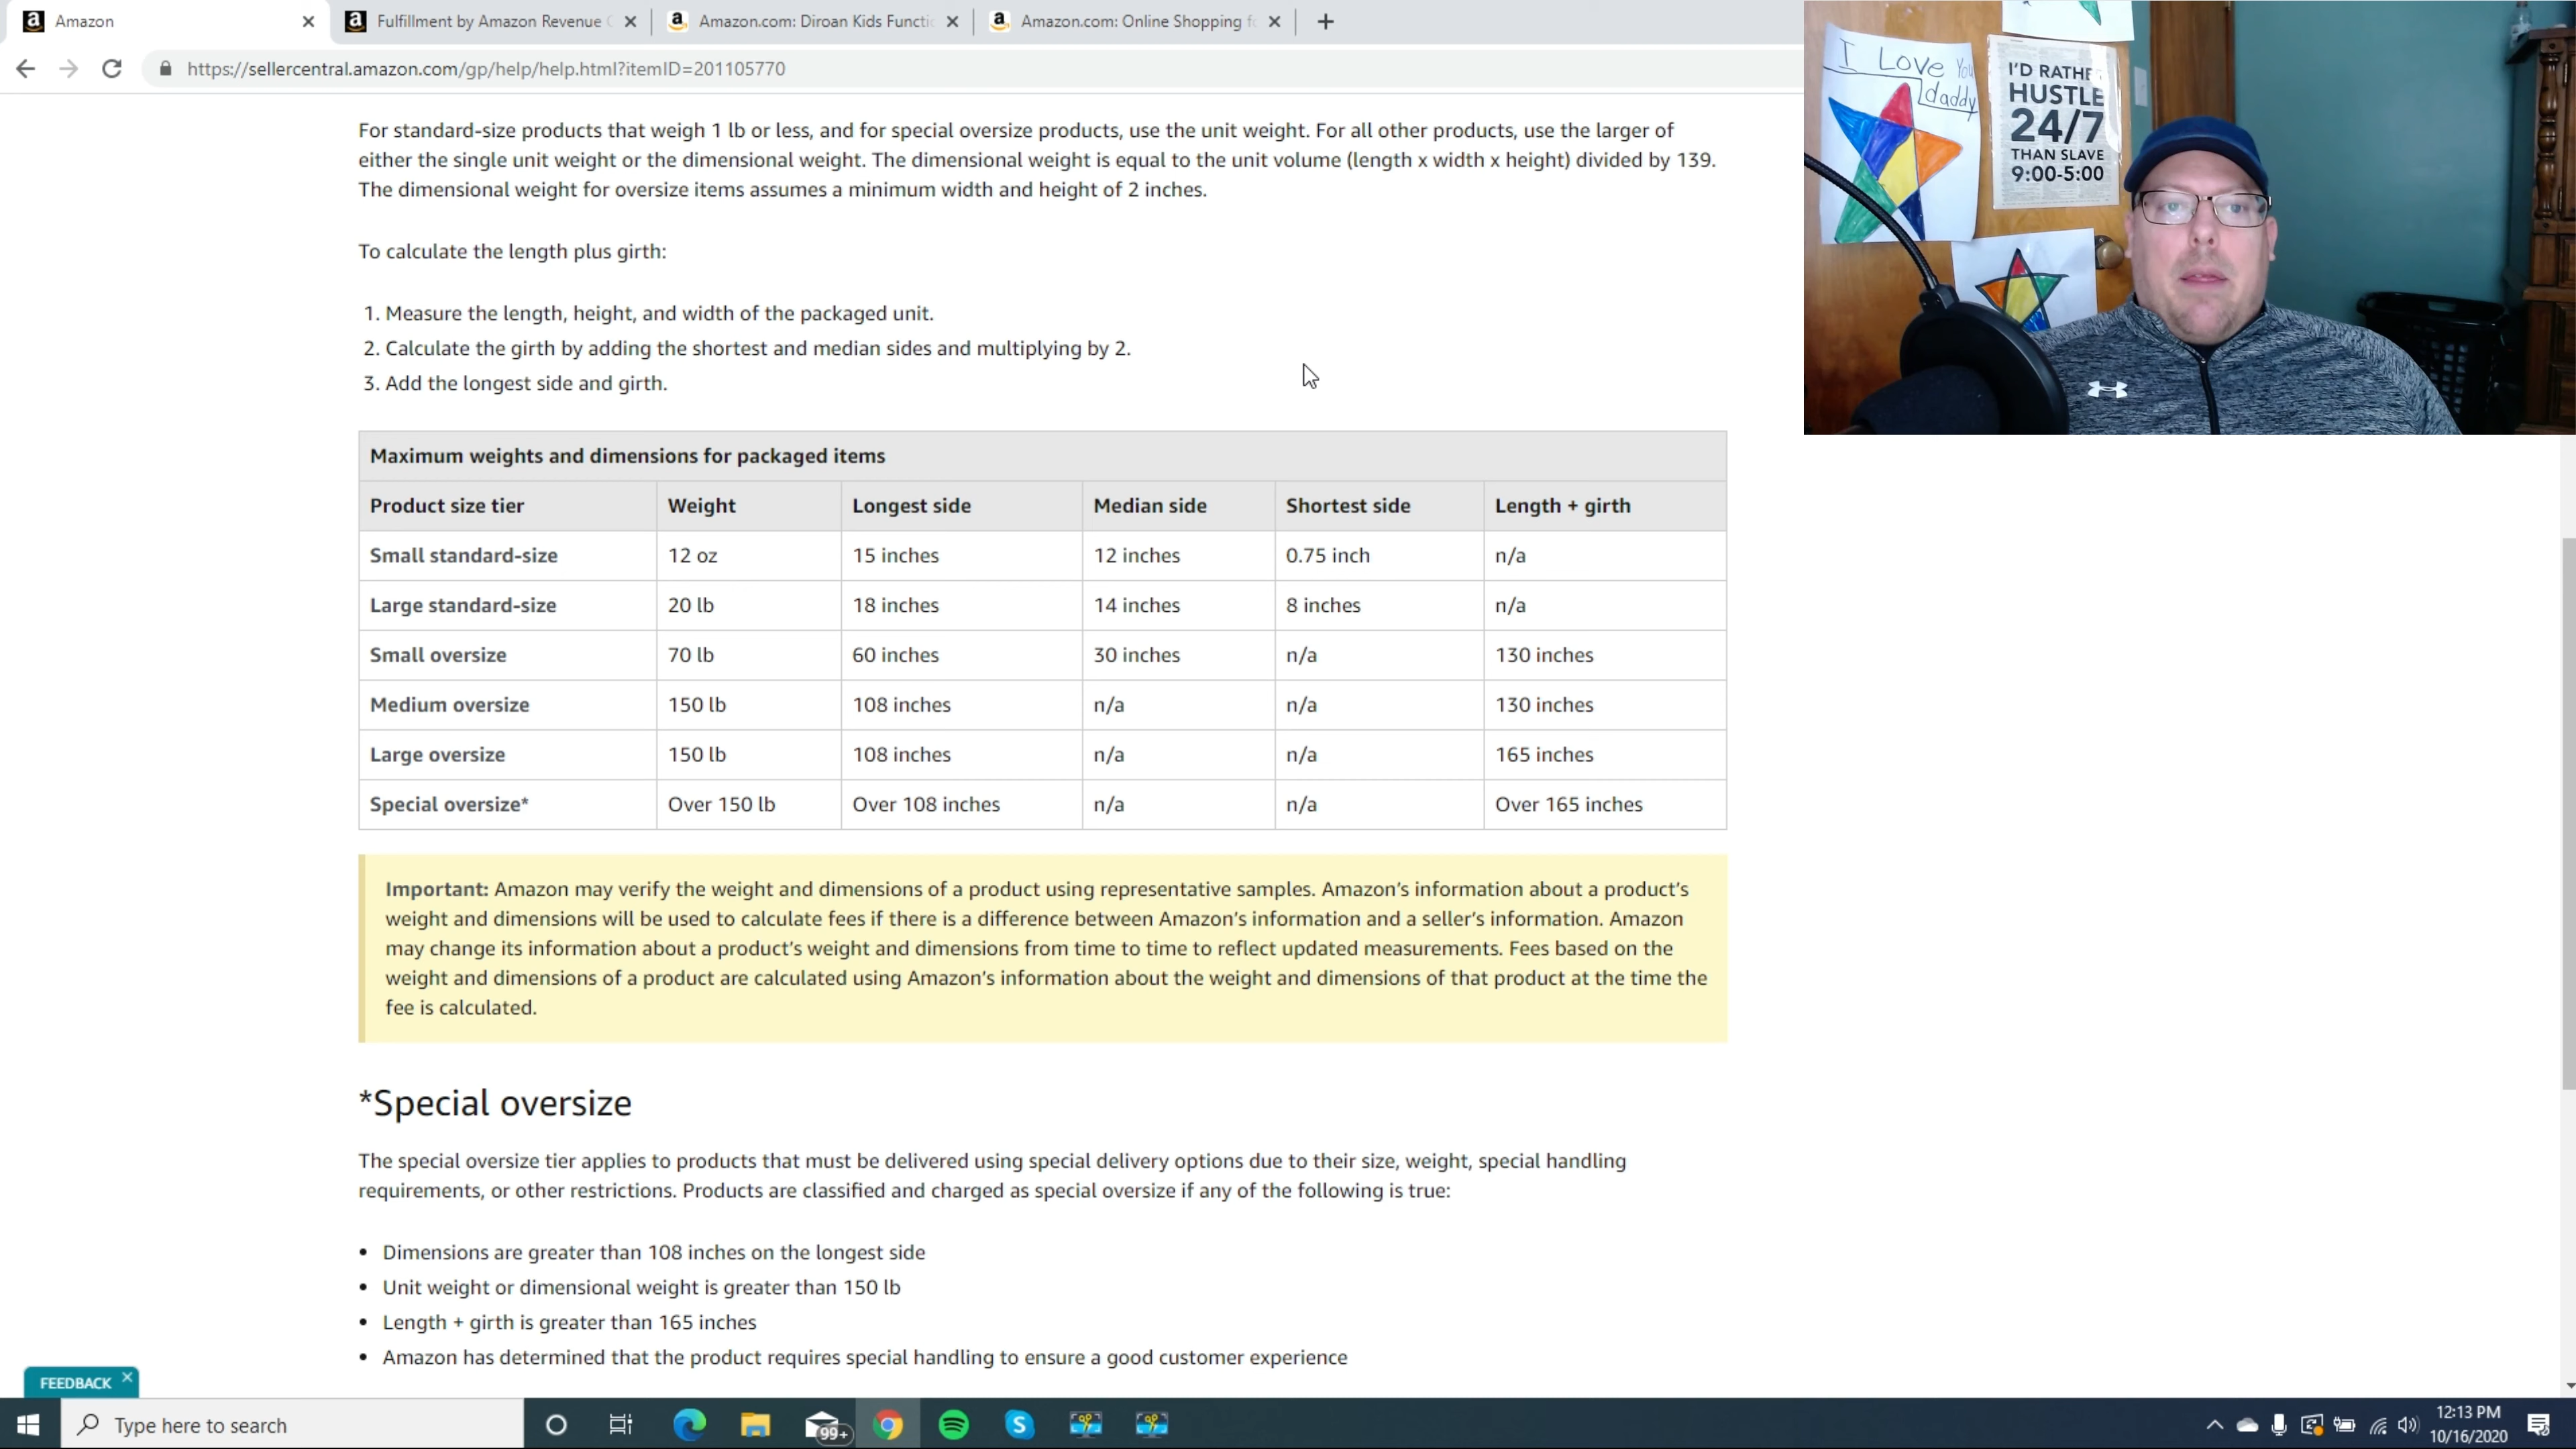 Amazon
Fulfillment by Amazon Revenue
Amazon.com: Diroan Kids Functi
Amazon.com: Online Shopping fo
https://sellercentral.amazon.com/gp/help/help.html?itemID=201105770
I Love You
daddy
I'D RATHE
HUSTLE
24/7
THAN SLAVE
9:00-5:00
For standard-size products that weigh 1 lb or less, and for special oversize products, use the unit weight. For all other products, use the larger of
either the single unit weight or the dimensional weight. The dimensional weight is equal to the unit volume (length x width x height) divided by 139.
The dimensional weight for oversize items assumes a minimum width and height of 2 inches.
To calculate the length plus girth:
1. Measure the length, height, and width of the packaged unit.
2. Calculate the girth by adding the shortest and median sides and multiplying by 2.
3. Add the longest side and girth.
Maximum weights and dimensions for packaged items
Product size tier Weight Longest side Median side Shortest side Length + girth
Small standard-size 12 oz 15 inches 12 inches 0.75 inch n/a
Large standard-size 20 lb 18 inches 14 inches 8 inches n/a
Small oversize 70 lb 60 inches 30 inches n/a 130 inches
Medium oversize 150 lb 108 inches n/a n/a 130 inches
Large oversize 150 lb 108 inches n/a n/a 165 inches
Special oversize* Over 150 lb Over 108 inches n/a n/a Over 165 inches
Important: Amazon may verify the weight and dimensions of a product using representative samples. Amazon's information about a product's
weight and dimensions will be used to calculate fees if there is a difference between Amazon's information and a seller's information. Amazon
may change its information about a product's weight and dimensions from time to time to reflect updated measurements. Fees based on the
weight and dimensions of a product are calculated using Amazon's information about the weight and dimensions of that product at the time the
fee is calculated.
*Special oversize
The special oversize tier applies to products that must be delivered using special delivery options due to their size, weight, special handling
requirements, or other restrictions. Products are classified and charged as special oversize if any of the following is true:
• Dimensions are greater than 108 inches on the longest side
• Unit weight or dimensional weight is greater than 150 lb
• Length + girth is greater than 165 inches
• Amazon has determined that the product requires special handling to ensure a good customer experience
FEEDBACK
Type here to search
99+
12:13 PM
10/16/2020